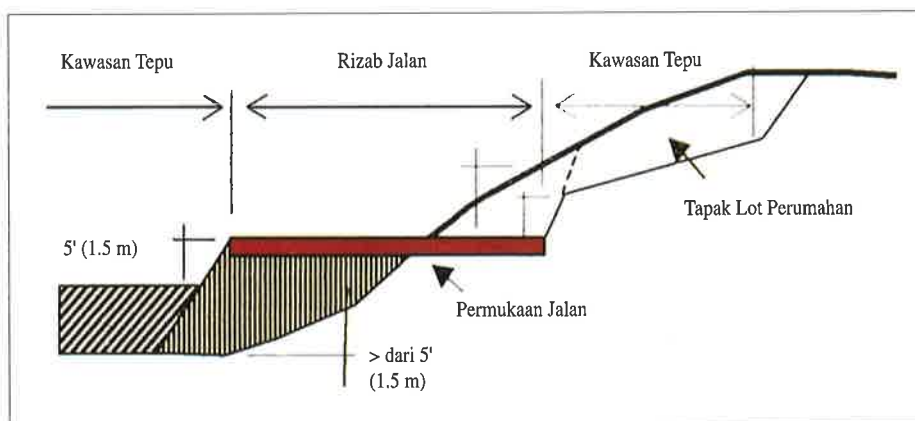 Kawasan Tepu
Rizab Jalan
Kawasan Tepu
Tapak Lot Perumahan
5' (1.5 m)
Permukaan Jalan
> dari 5'
(1.5 m)